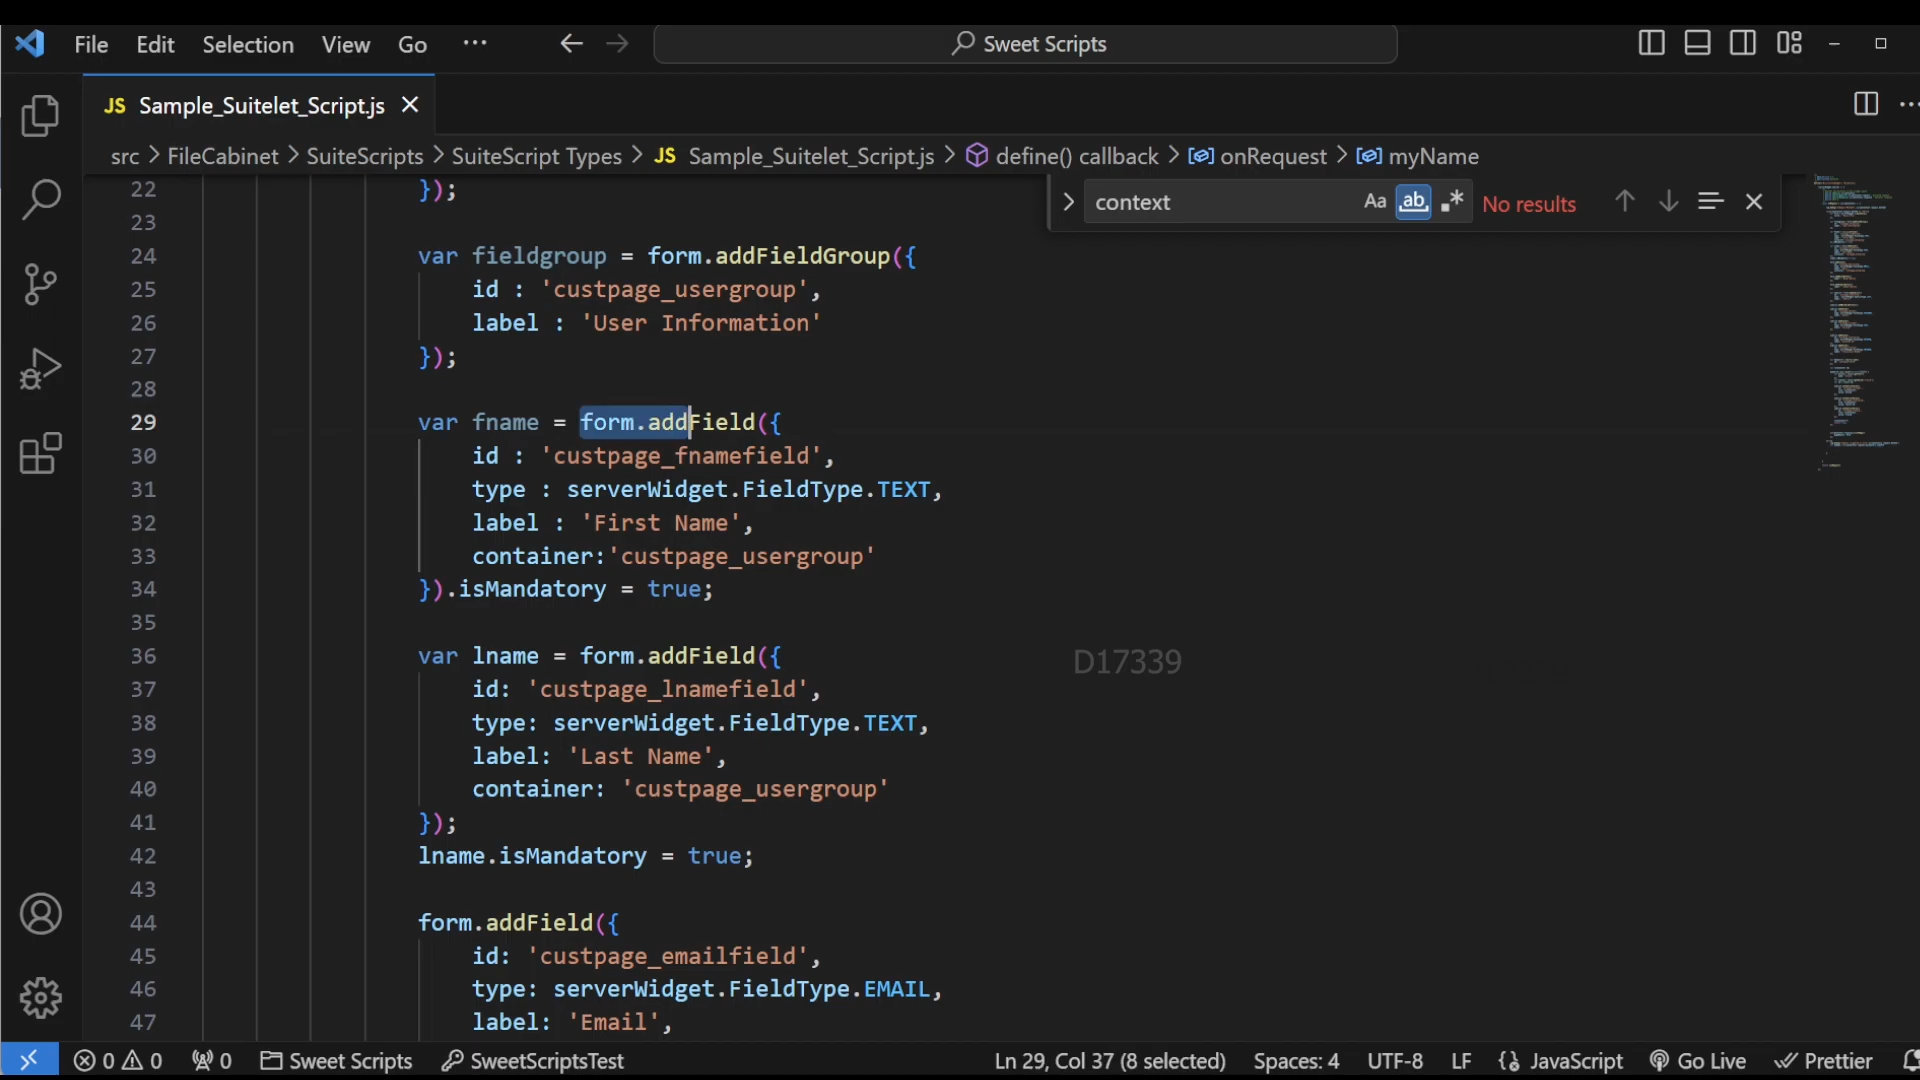 File Edit Selection View Go ··· Sweet Scripts
JS Sample_Suitelet_Script.js
src > FileCabinet > SuiteScripts > SuiteScript Types > JS Sample_Suitelet_Script.js > define() callback > onRequest > myName
context Aa ab .* No results
22 });
23
24 var fieldgroup = form.addFieldGroup({
25 id : 'custpage_usergroup',
26 label : 'User Information'
27 });
28
29 var fname = form.addField({
30 id : 'custpage_fnamefield',
31 type : serverWidget.FieldType.TEXT,
32 label : 'First Name',
33 container:'custpage_usergroup'
34 }).isMandatory = true;
35
36 var lname = form.addField({
37 id: 'custpage_lnamefield',
38 type: serverWidget.FieldType.TEXT,
39 label: 'Last Name',
40 container: 'custpage_usergroup'
41 });
42 lname.isMandatory = true;
43
44 form.addField({
45 id: 'custpage_emailfield',
46 type: serverWidget.FieldType.EMAIL,
47 label: 'Email',
D17339
0 0 0 Sweet Scripts SweetScriptsTest Ln 29, Col 37 (8 selected) Spaces: 4 UTF-8 LF {} JavaScript Go Live Prettier